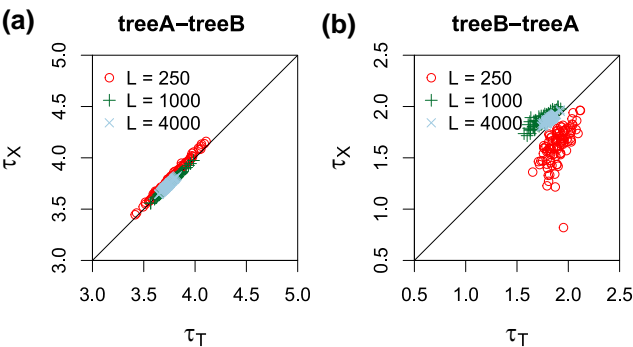 (a) treeA−treeB
5.0
4.5
4.0
3.5
3.0
τX
L = 250
L = 1000
L = 4000
3.0 3.5 4.0 4.5 5.0
τT
(b) treeB−treeA
2.5
2.0
1.5
1.0
0.5
τX
L = 250
L = 1000
L = 4000
0.5 1.0 1.5 2.0 2.5
τT